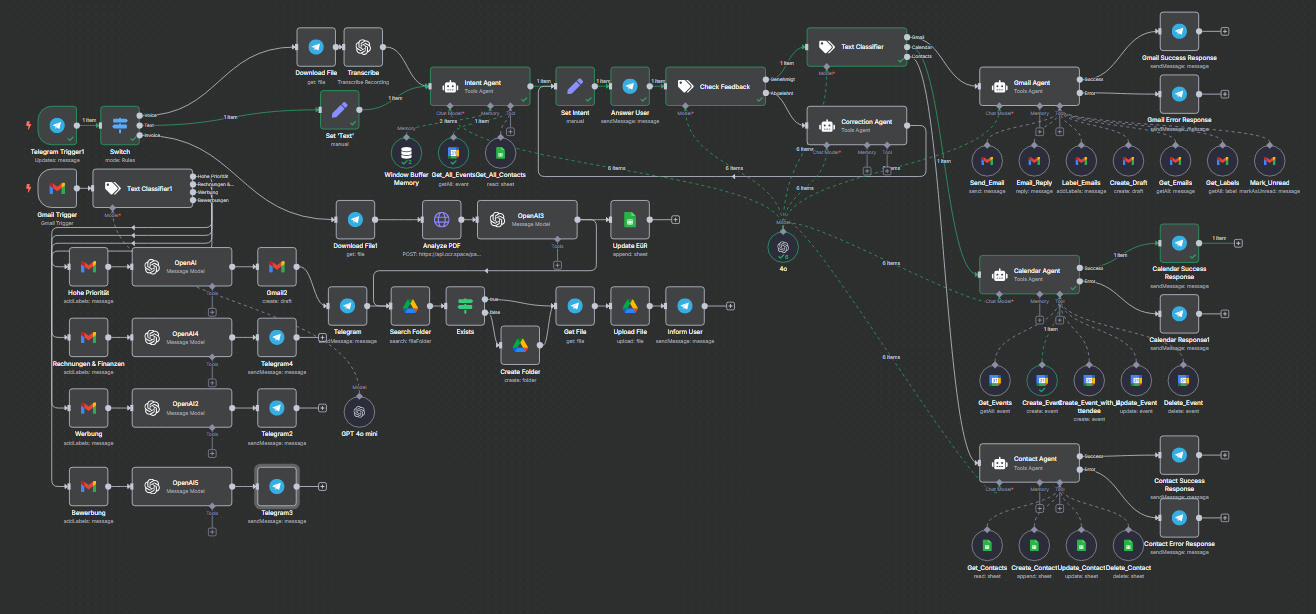 Download File
get: file
Transcribe
Transcribe Recording
Telegram Trigger1
Updates: message
1 item
Switch
mode: Rules
Voice
Text
Invoice
1 item
Set "Text"
manual
1 item
Intent Agent
Tools Agent
Chat Model*
Memory
Tool
2 items
1 item
Memory
Window Buffer Memory
Get_All_Events
getAll: event
Get_All_Contacts
read: sheet
1 item
Set Intent
manual
1 item
Answer User
sendMessage: message
1 item
Check Feedback
Model*
Genehmigt
Abgelehnt
1 item
Text Classifier
Model*
Gmail
Calendar
Contacts
Correction Agent
Tools Agent
Chat Model*
Memory
Tool
6 items
6 items
6 items
6 items
6 items
6 items
1 item
Model
4o
Gmail Agent
Tools Agent
Chat Model*
Memory
Tool
Success
Error
Gmail Success Response
sendMessage: message
Gmail Error Response
sendMessage: message
Send_Email
send: message
Email_Reply
reply: message
Label_Emails
addLabels: message
Create_Draft
create: draft
Get_Emails
getAll: message
Get_Labels
getAll: label
Mark_Unread
markAsUnread: message
Gmail Trigger
Gmail Trigger
Text Classifier1
Model*
Hohe Priorität
Rechnungen &...
Werbung
Bewerbungen
Download File1
get: file
Analyze PDF
POST: https://api.ocr.space/pa...
OpenAI3
Message Model
Tools
Update EGR
append: sheet
Hohe Priorität
addLabels: message
OpenAI
Message Model
Tools
Gmail2
create: draft
Telegram
sendMessage: message
Search Folder
search: fileFolder
Exists
true
false
Create Folder
create: folder
Get File
get: file
Upload File
upload: file
Inform User
sendMessage: message
Rechnungen & Finanzen
addLabels: message
OpenAI4
Message Model
Tools
Telegram4
sendMessage: message
Werbung
addLabels: message
OpenAI2
Message Model
Tools
Telegram2
sendMessage: message
Model
GPT 4o mini
Bewerbung
addLabels: message
OpenAI5
Message Model
Tools
Telegram3
sendMessage: message
Calendar Agent
Tools Agent
Chat Model*
Memory
Tool
Success
Error
1 item
1 item
1 item
Calendar Success Response
sendMessage: message
Calendar Response1
sendMessage: message
Get_Events
getAll: event
Create_Event
create: event
Create_Event_with_Attendee
create: event
Update_Event
update: event
Delete_Event
delete: event
Contact Agent
Tools Agent
Chat Model*
Memory
Tool
Success
Error
Contact Success Response
sendMessage: message
Contact Error Response
sendMessage: message
Get_Contacts
read: sheet
Create_Contact
append: sheet
Update_Contact
update: sheet
Delete_Contact
delete: sheet